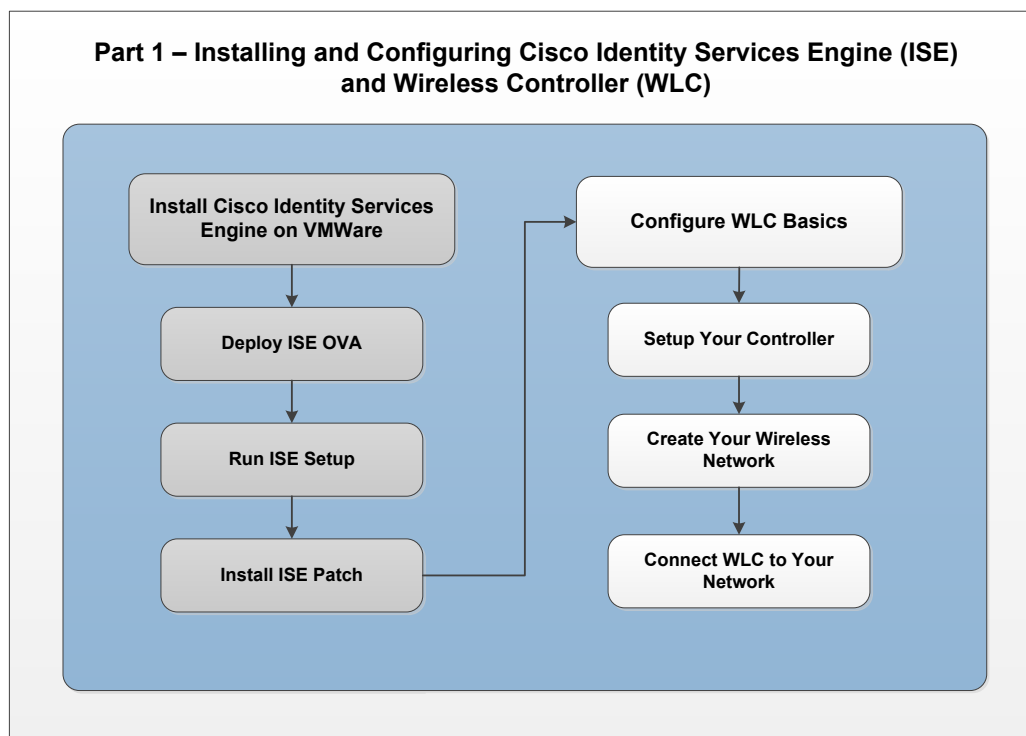 Part 1 – Installing and Configuring Cisco Identity Services Engine (ISE)
and Wireless Controller (WLC)
Install Cisco Identity Services
Engine on VMWare
Deploy ISE OVA
Run ISE Setup
Install ISE Patch
Configure WLC Basics
Setup Your Controller
Create Your Wireless
Network
Connect WLC to Your
Network